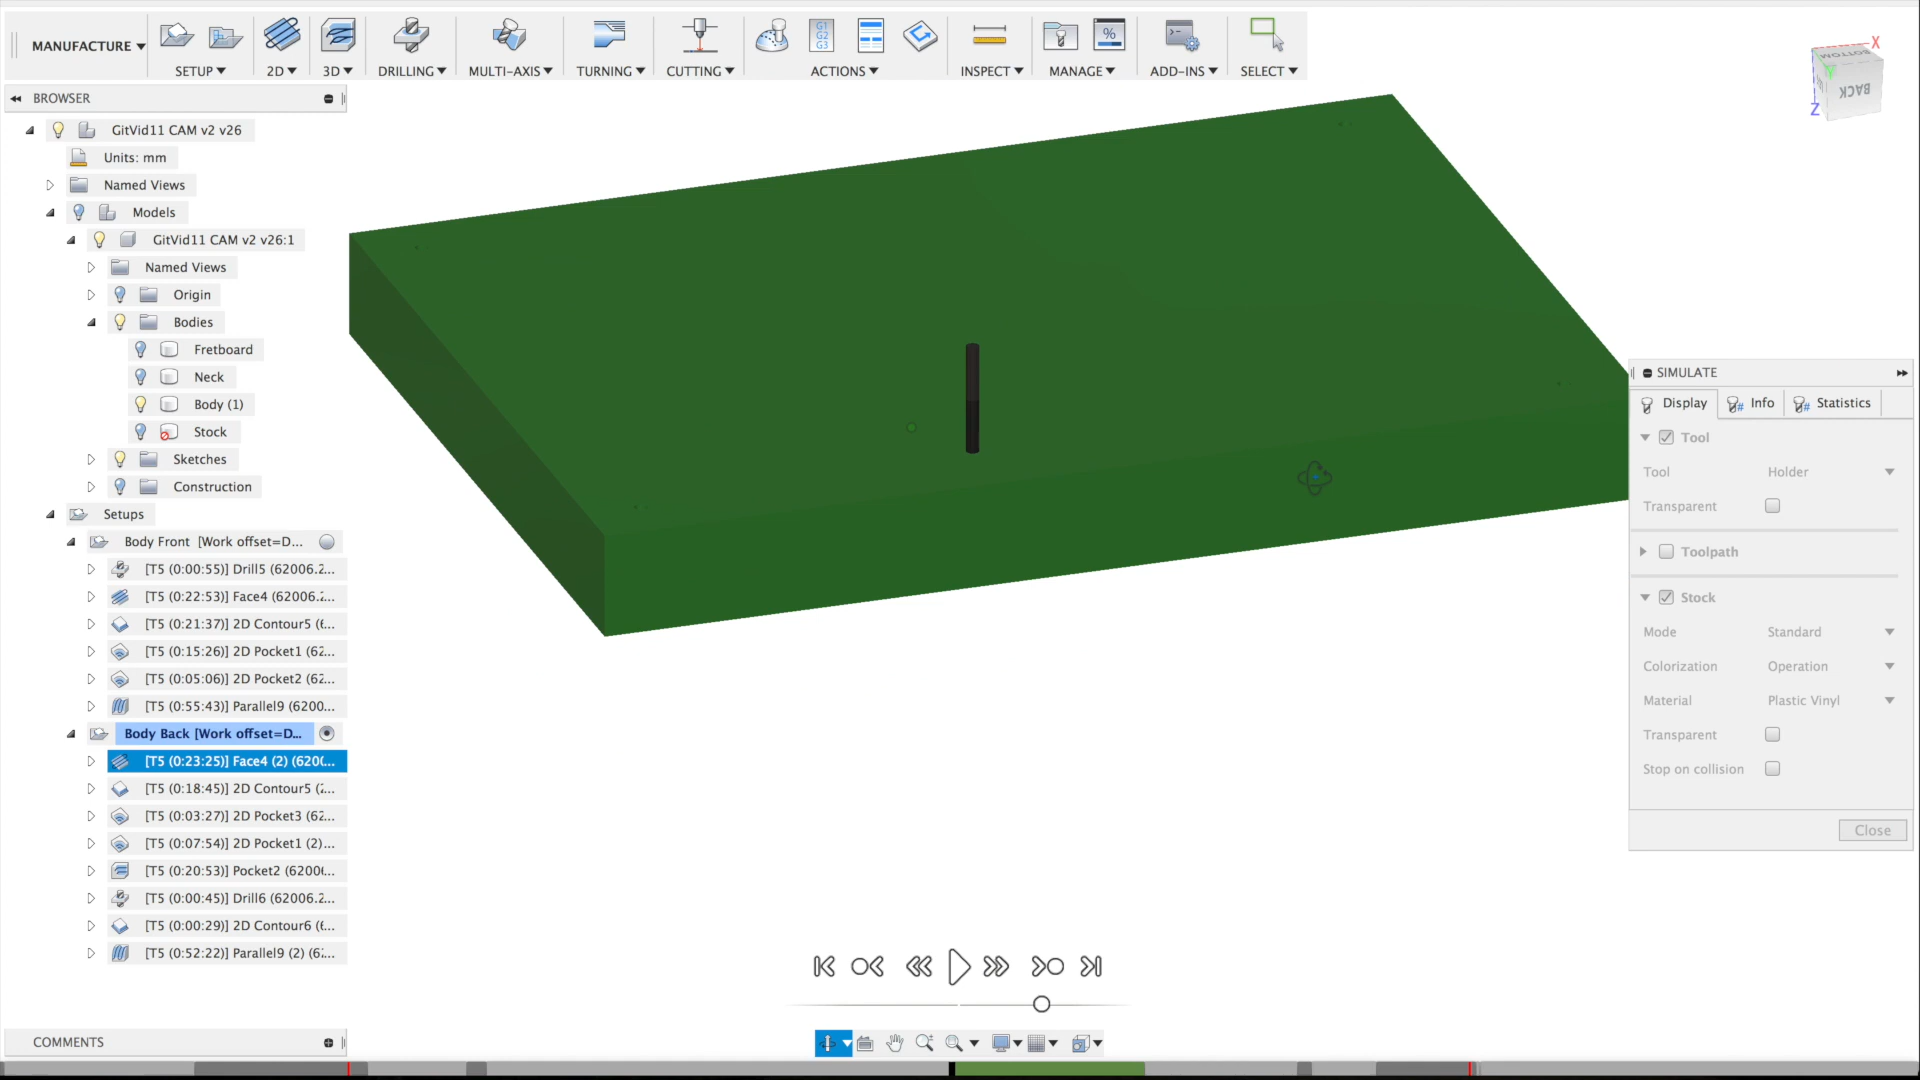 MANUFACTURE
SETUP
2D
3D
DRILLING
MULTI-AXIS
TURNING
CUTTING
G1
G2
G3
%
ACTIONS
INSPECT
MANAGE
ADD-INS
SELECT
X
BOTTOM
BACK
Z
BROWSER
GitVid11 CAM v2 v26
Units: mm
Named Views
Models
GitVid11 CAM v2 v26:1
Named Views
Origin
Bodies
Fretboard
Neck
Body (1)
Stock
Sketches
Construction
Setups
Body Front [Work offset=D...
[T5 (0:00:55)] Drill5 (62006.2...
[T5 (0:22:53)] Face4 (62006.2...
[T5 (0:21:37)] 2D Contour5 (6...
[T5 (0:15:26)] 2D Pocket1 (62...
[T5 (0:05:06)] 2D Pocket2 (62...
[T5 (0:55:43)] Parallel9 (6200...
Body Back [Work offset=D...
[T5 (0:23:25)] Face4 (2) (620(...
[T5 (0:18:45)] 2D Contour5 (2...
[T5 (0:03:27)] 2D Pocket3 (62...
[T5 (0:07:54)] 2D Pocket1 (2)...
[T5 (0:20:53)] Pocket2 (6200(...
[T5 (0:00:45)] Drill6 (62006.2...
[T5 (0:00:29)] 2D Contour6 (6...
[T5 (0:52:22)] Parallel9 (2) (6...
SIMULATE
Display
Info
Statistics
Tool
Tool Holder
Transparent
Toolpath
Stock
Mode Standard
Colorization Operation
Material Plastic Vinyl
Transparent
Stop on collision
Close
COMMENTS